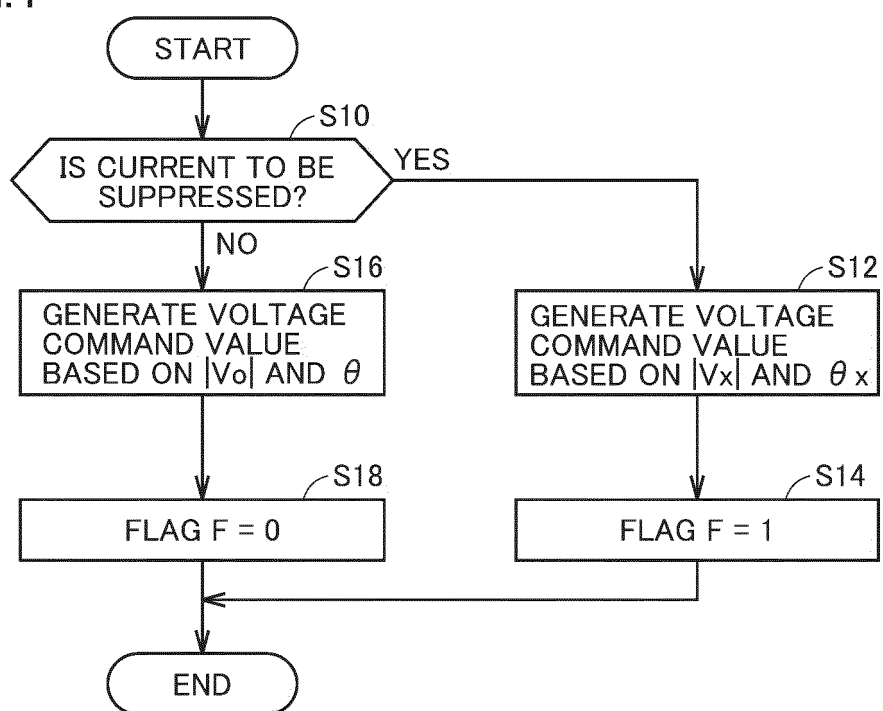 START
S10
IS CURRENT TO BE
SUPPRESSED?
YES
NO
S16
GENERATE VOLTAGE
COMMAND VALUE
BASED ON |Vo| AND θ
S12
GENERATE VOLTAGE
COMMAND VALUE
BASED ON |Vx| AND θx
S18
FLAG F = 0
S14
FLAG F = 1
END